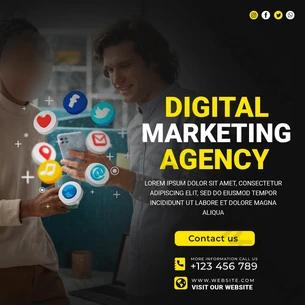 DIGITAL
MARKETING
AGENCY
LOREM IPSUM DOLOR SIT AMET, CONSECTETUR
ADIPISCING ELIT, SED DO EIUSMOD TEMPOR
INCIDIDUNT UT LABORE ET DOLORE MAGNA
ALIQUA
Contact us
MORE INFORMATION CALL US
+123 456 789
WWW.WEBSITE.COM
VISIT OUR WEBSITE